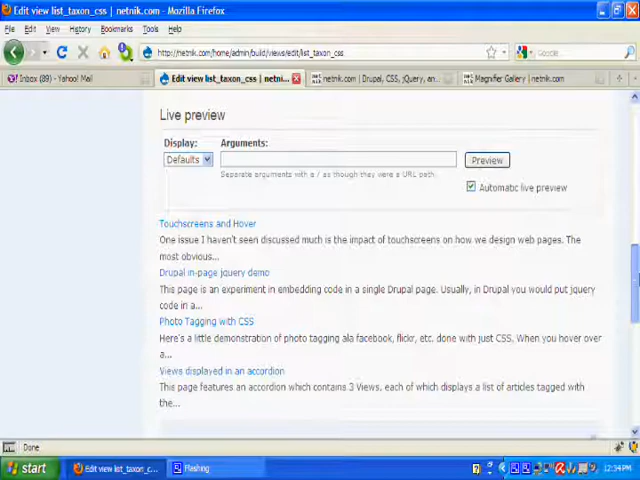 Edit view list_taxon_css | netnik.com - Mozilla Firefox
File Edit View History Bookmarks Tools Help
http://netnik.com/home/admin/build/views/edit/list_taxon_css
Google
Inbox (89) - Yahoo! Mail
Edit view list_taxon_css | netni...
netnik.com | Drupal, CSS, jQuery, an...
Magnifier Gallery | netnik.com
Live preview
Display: Arguments:
Defaults
Preview
Separate arguments with a / as though they were a URL path.
Automatic live preview
Touchscreens and Hover
One issue I haven't seen discussed much is the impact of touchscreens on how we design web pages. The
most obvious...
Drupal in-page jquery demo
This page is an experiment in embedding code in a single Drupal page. Usually, in Drupal you would put jquery
code in a...
Photo Tagging with CSS
Here's a little demonstration of photo tagging ala facebook, flickr, etc. done with just CSS. When you hover over
a...
Views displayed in an accordion
This page features an accordion which contains 3 Views, each of which displays a list of articles tagged with
the...
Done
start
Edit view list_taxon_cs...
Flashing
12:34 PM